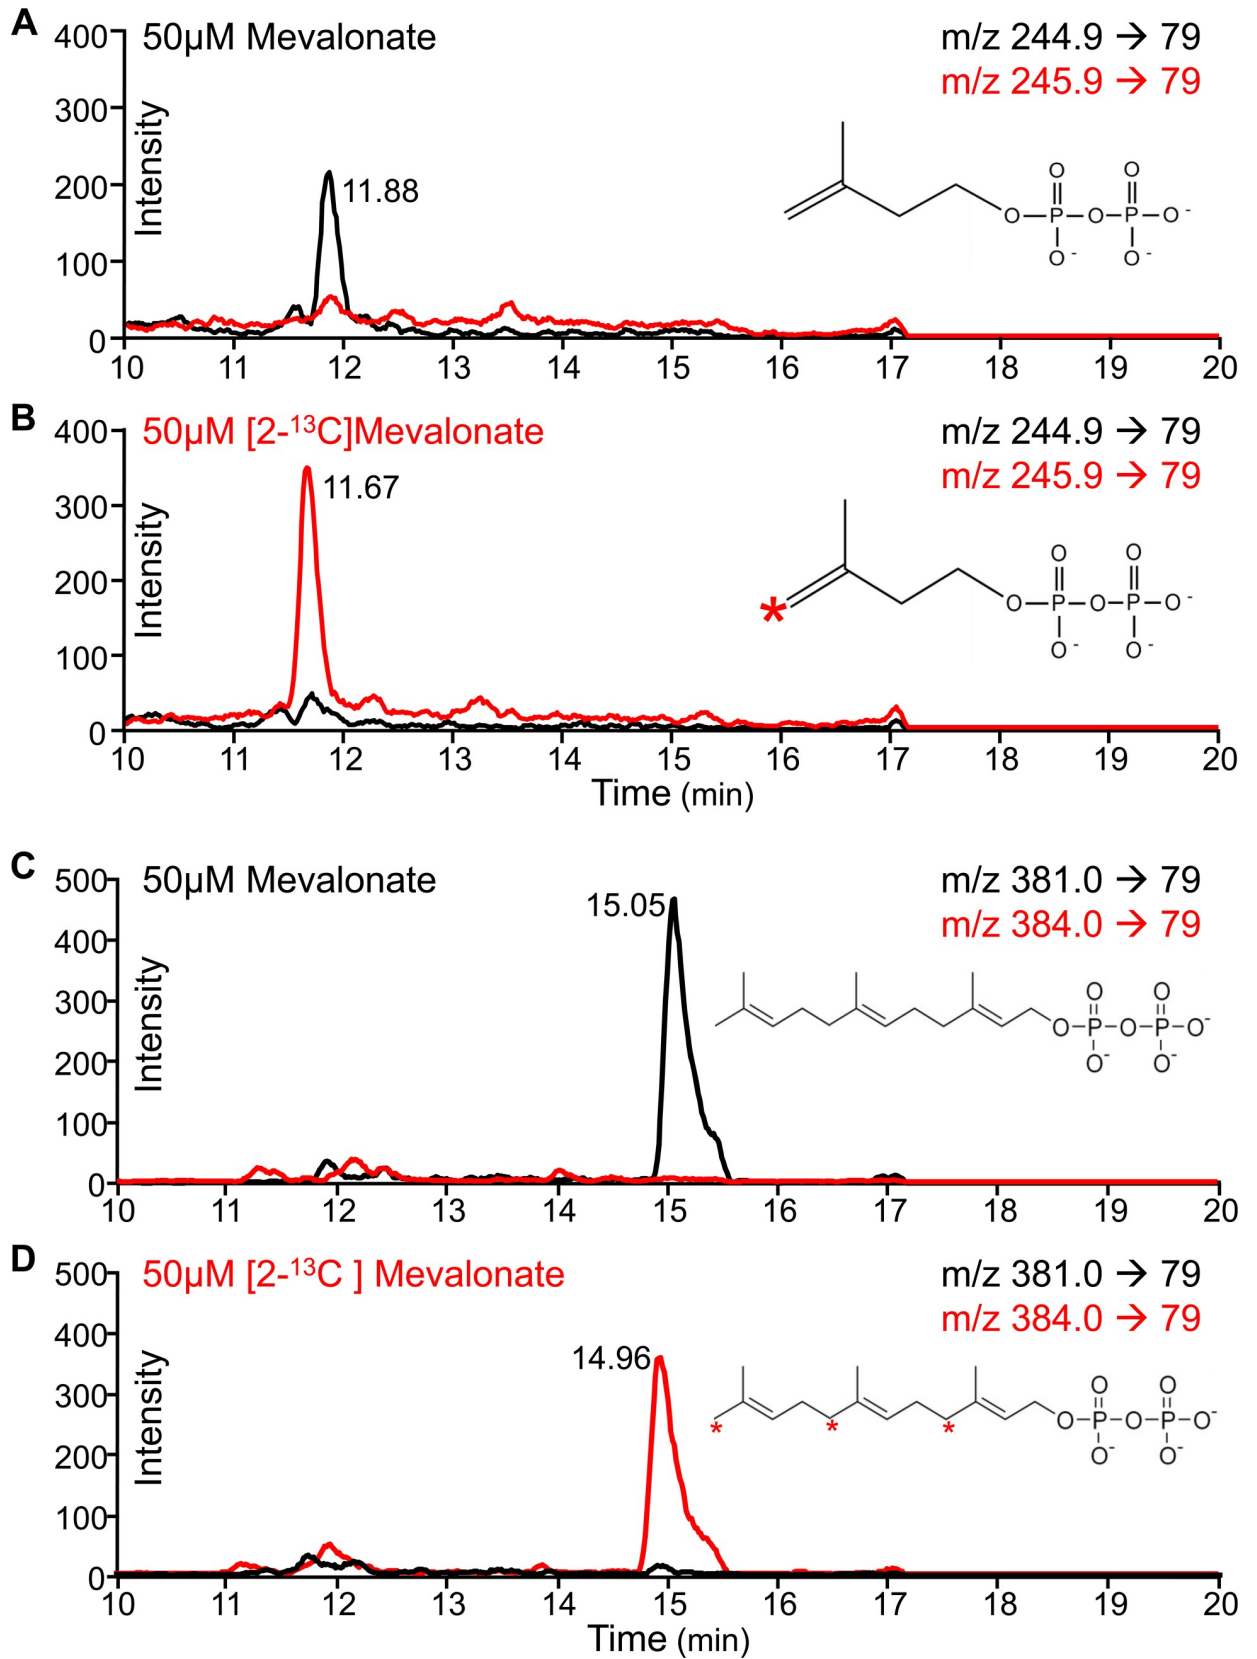 A
50µM Mevalonate
m/z 244.9 → 79
m/z 245.9 → 79
Intensity
400
300
200
100
0
11.88
O O
O P O P O -
O - O -
10 11 12 13 14 15 16 17 18 19 20
B
50µM [2-¹³C]Mevalonate
m/z 244.9 → 79
m/z 245.9 → 79
Intensity
400
300
200
100
0
11.67
*
O O
O P O P O -
O - O -
10 11 12 13 14 15 16 17 18 19 20
Time (min)
C
50µM Mevalonate
m/z 381.0 → 79
m/z 384.0 → 79
Intensity
500
400
300
200
100
0
15.05
O O
O P O P O-
O- O-
10 11 12 13 14 15 16 17 18 19 20
D
50µM [2-¹³C ] Mevalonate
m/z 381.0 → 79
m/z 384.0 → 79
Intensity
500
400
300
200
100
0
14.96
* * *
O O
O P O P O-
O- O-
10 11 12 13 14 15 16 17 18 19 20
Time (min)